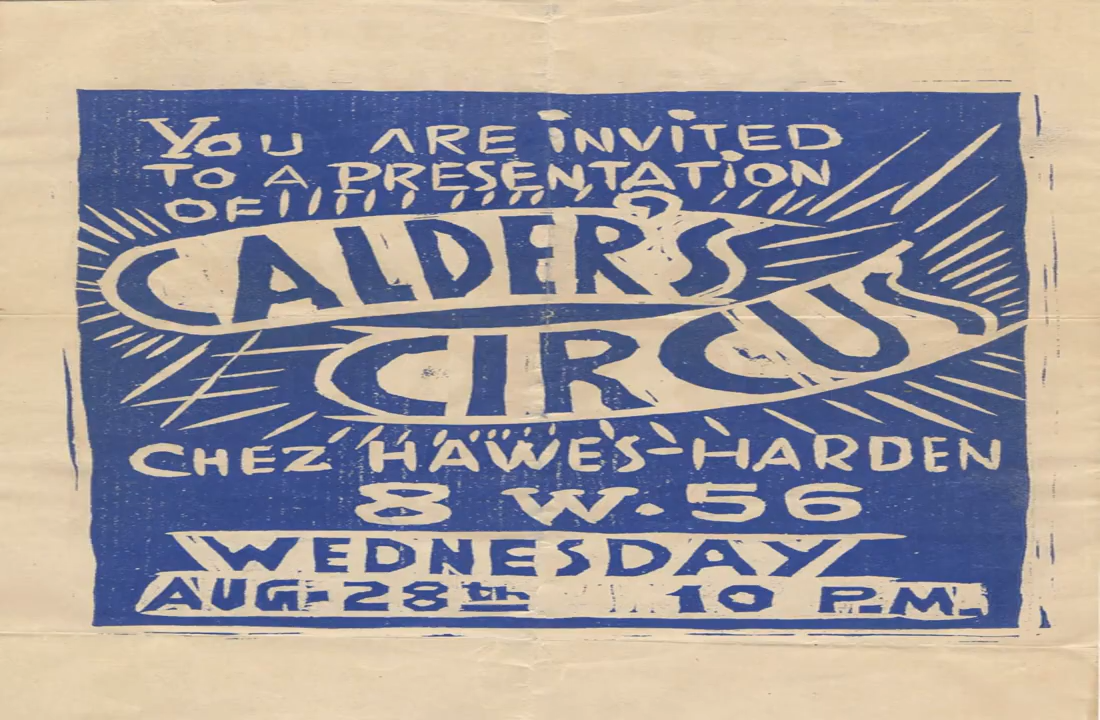 You ARE iNViTED
TO A PRESENTATiON
OF
CALDER'S
CIRCUS
CHEZ HAWES-HARDEN
8 W. 56
WEDNESDAY
AUG-28th 10 P.M.